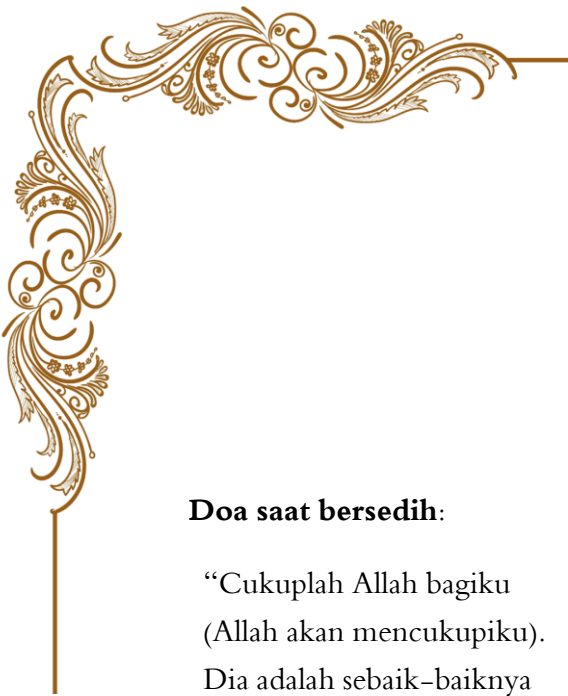 Doa saat bersedih:
“Cukuplah Allah bagiku
(Allah akan mencukupiku).
Dia adalah sebaik-baiknya